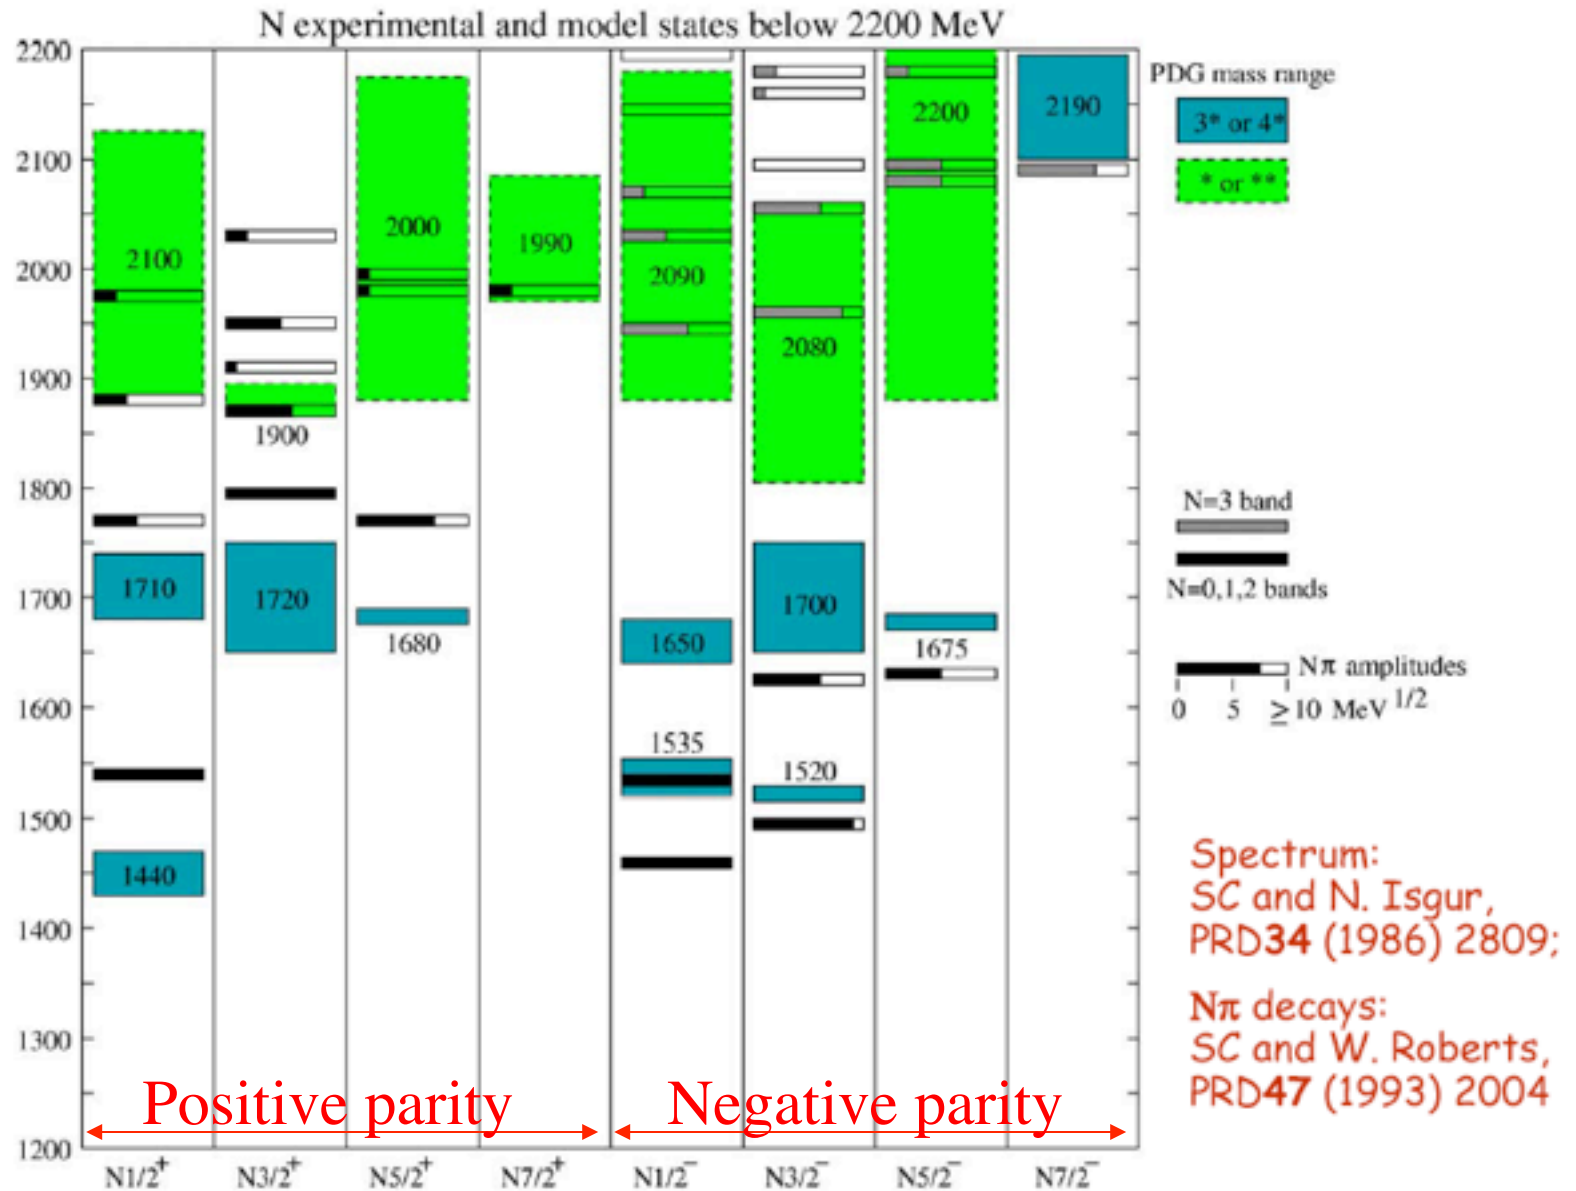 N experimental and model states below 2200 MeV
2200
2100
2000
1900
1800
1700
1600
1500
1400
1300
1200
2100
1710
1440
1900
1720
2000
1680
1990
2090
1650
1535
2080
1700
1520
2200
1675
2190
PDG mass range
3* or 4*
* or **
N=3 band
N=0,1,2 bands
Nπ amplitudes
0 5 ≥10 MeV 1/2
Spectrum:
SC and N. Isgur,
PRD34 (1986) 2809;
Nπ decays:
SC and W. Roberts,
PRD47 (1993) 2004
Positive parity Negative parity
N1/2+ N3/2+ N5/2+ N7/2+ N1/2− N3/2− N5/2− N7/2−